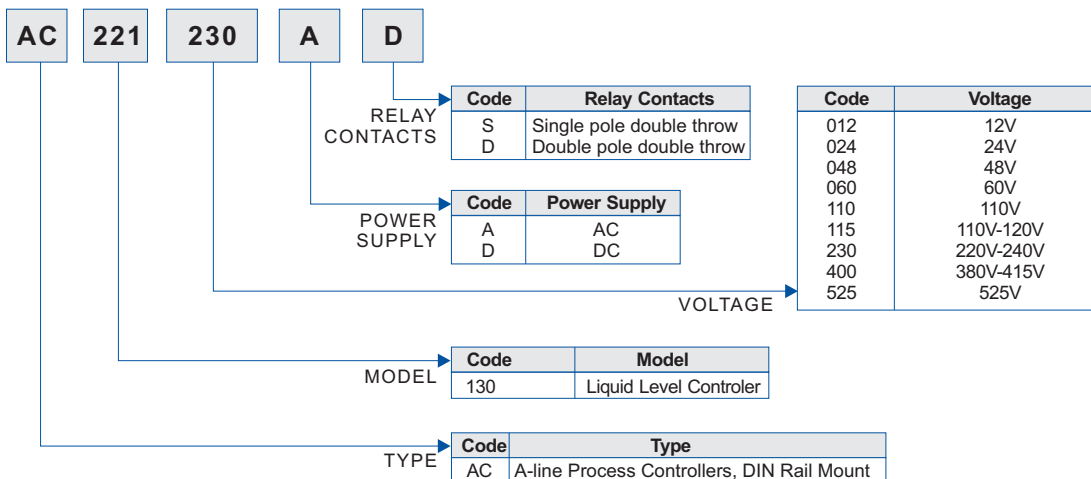 AC 221 230 A D
RELAY CONTACTS
Code Relay Contacts
S Single pole double throw
D Double pole double throw
POWER SUPPLY
Code Power Supply
A AC
D DC
VOLTAGE
Code Voltage
012 12V
024 24V
048 48V
060 60V
110 110V
115 110V-120V
230 220V-240V
400 380V-415V
525 525V
MODEL
Code Model
130 Liquid Level Controler
TYPE
Code Type
AC A-line Process Controllers, DIN Rail Mount